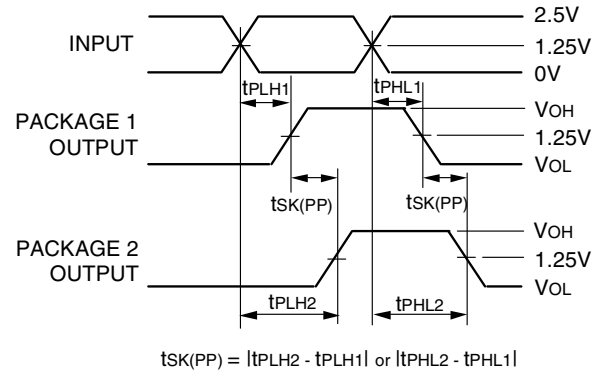 2.5V
INPUT
1.25V
0V
tPLH1
tPHL1
VOH
PACKAGE 1
OUTPUT
1.25V
VOL
tSK(PP)
tSK(PP)
VOH
PACKAGE 2
OUTPUT
1.25V
VOL
tPLH2
tPHL2
tSK(PP) = |tPLH2 - tPLH1| or |tPHL2 - tPHL1|